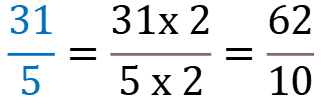 31/5 = 31x 2/5 x 2 = 62/10